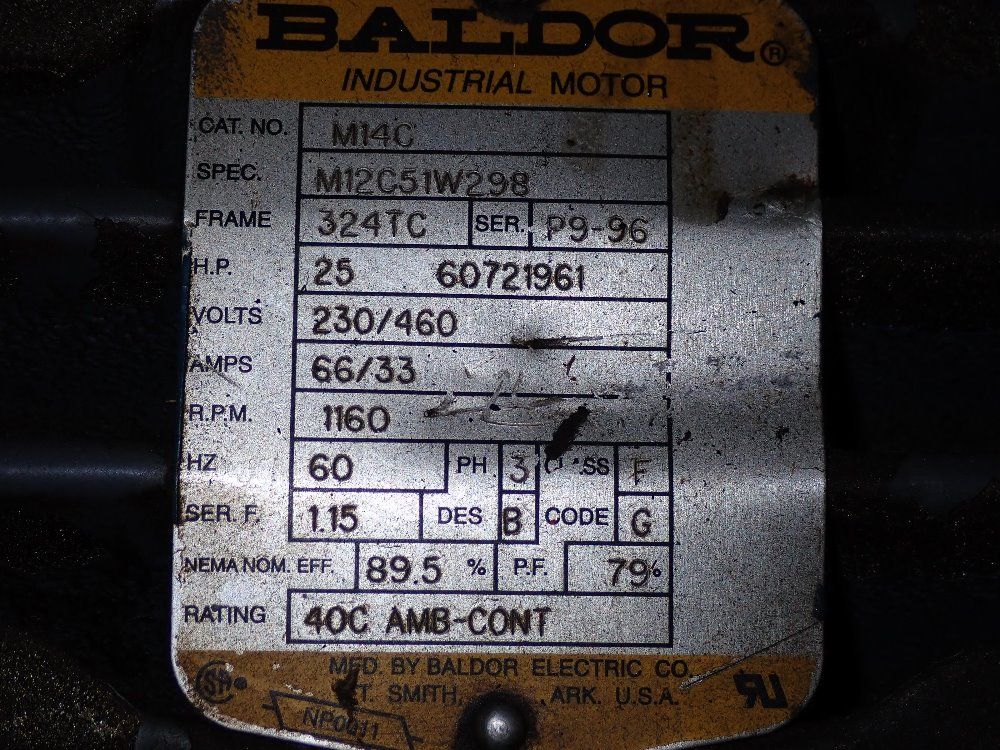 BALDOR®
INDUSTRIAL MOTOR
CAT. NO. M14C
SPEC. M12C51W298
FRAME 324TC SER. P9-96
H.P. 25 60721961
VOLTS 230/460
AMPS 66/33
R.P.M. 1160
HZ 60 PH 3 SS F
SER. F. 1.15 DES B CODE G
NEMA NOM. EFF. 89.5 % P.F. 79%
RATING 40C AMB-CONT
MFD. BY BALDOR ELECTRIC CO.
SMITH, ARK. U.S.A.
NP0011